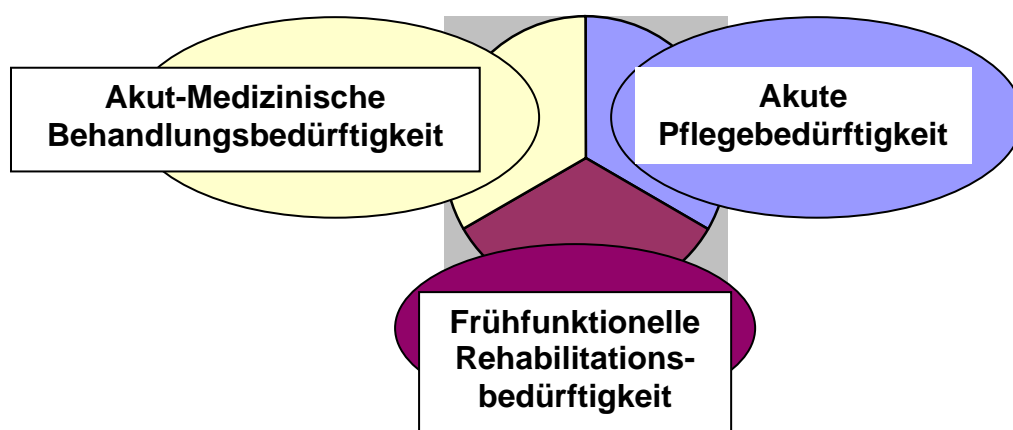 Akut-Medizinische
Behandlungsbedürftigkeit
Akute
Pflegebedürftigkeit
Frühfunktionelle
Rehabilitations-
bedürftigkeit